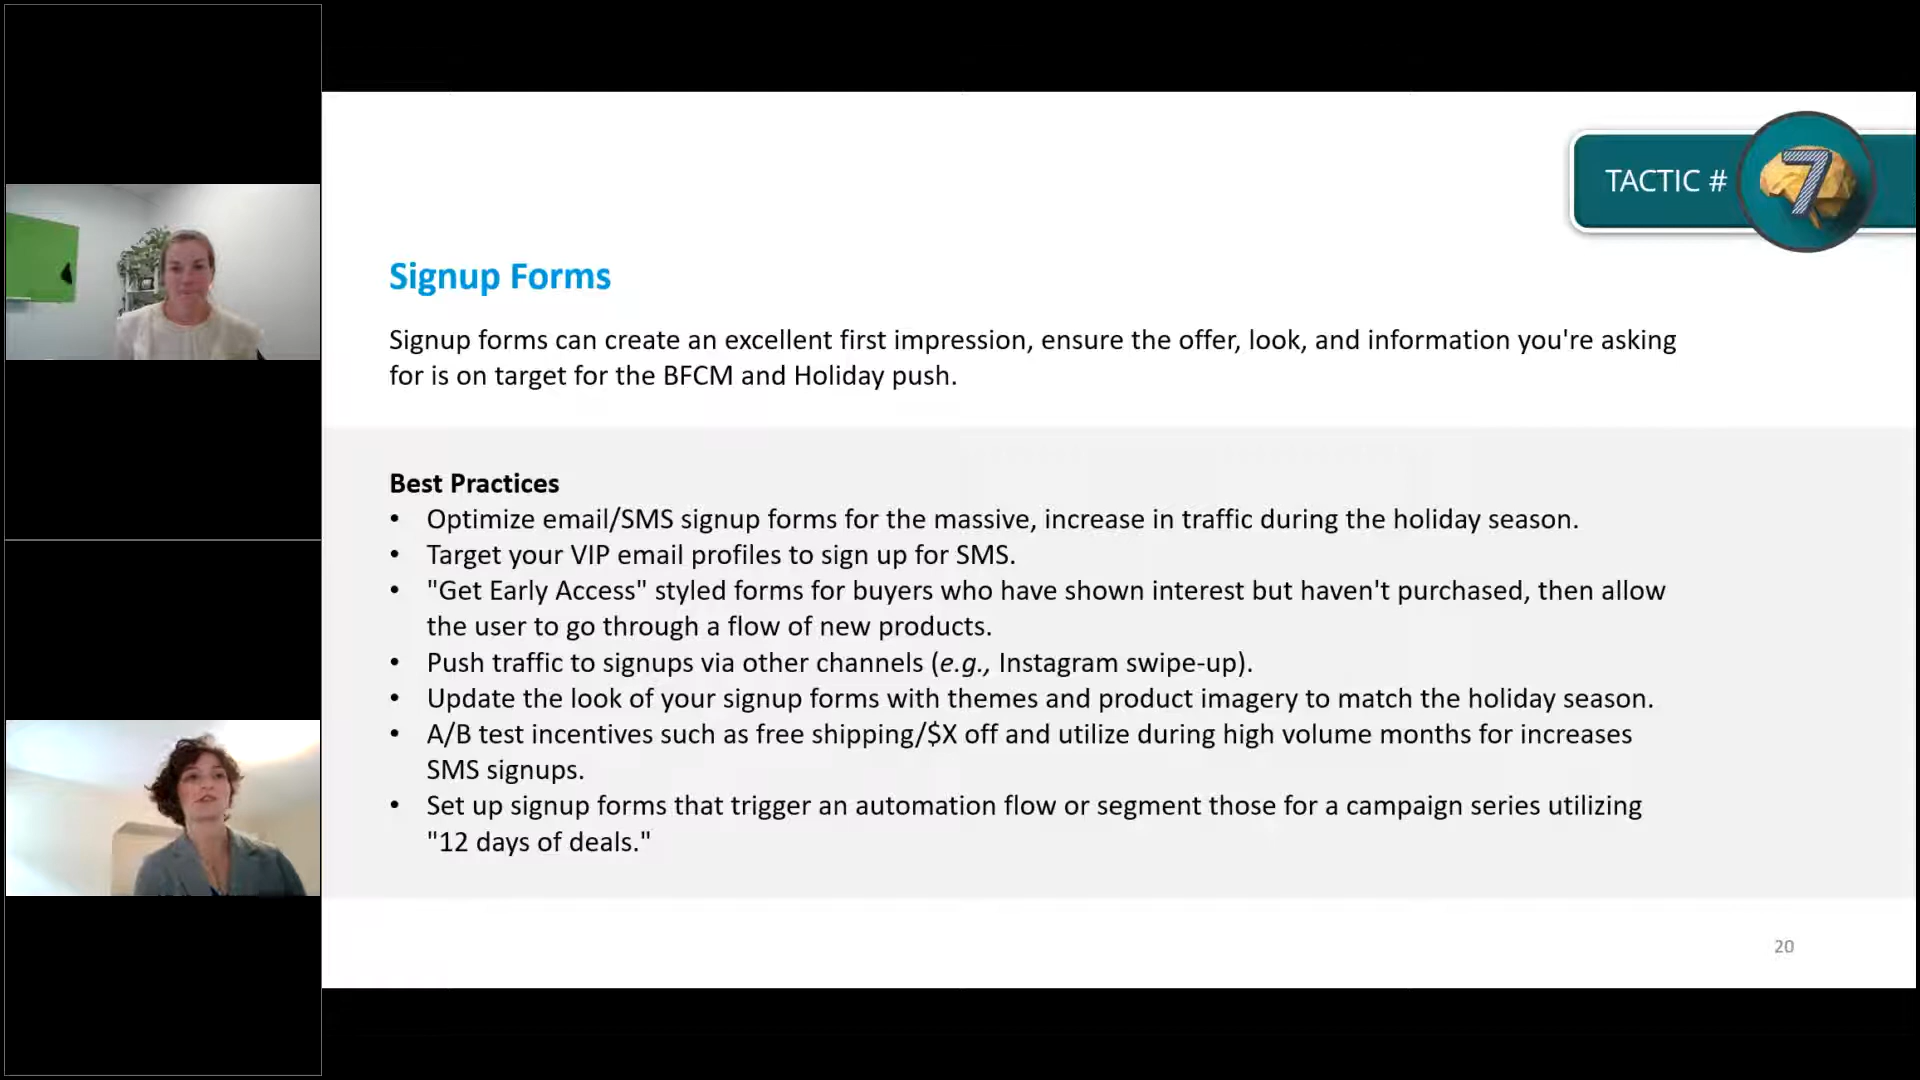 TACTIC # 7
Signup Forms
Signup forms can create an excellent first impression, ensure the offer, look, and information you're asking
for is on target for the BFCM and Holiday push.
Best Practices
• Optimize email/SMS signup forms for the massive, increase in traffic during the holiday season.
• Target your VIP email profiles to sign up for SMS.
• "Get Early Access" styled forms for buyers who have shown interest but haven't purchased, then allow
the user to go through a flow of new products.
• Push traffic to signups via other channels (e.g., Instagram swipe-up).
• Update the look of your signup forms with themes and product imagery to match the holiday season.
• A/B test incentives such as free shipping/$X off and utilize during high volume months for increases
SMS signups.
• Set up signup forms that trigger an automation flow or segment those for a campaign series utilizing
"12 days of deals."
20